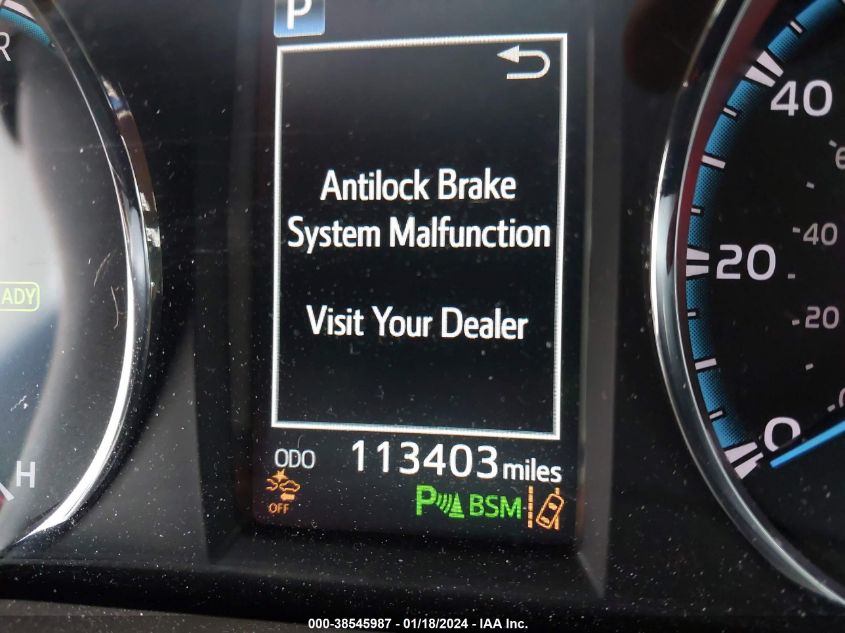 P
R
40
Antilock Brake
System Malfunction
40
20
ADY
Visit Your Dealer
20
0
ODO 113403 miles
H
OFF
P BSM
000-38545987 - 01/18/2024 - IAA Inc.